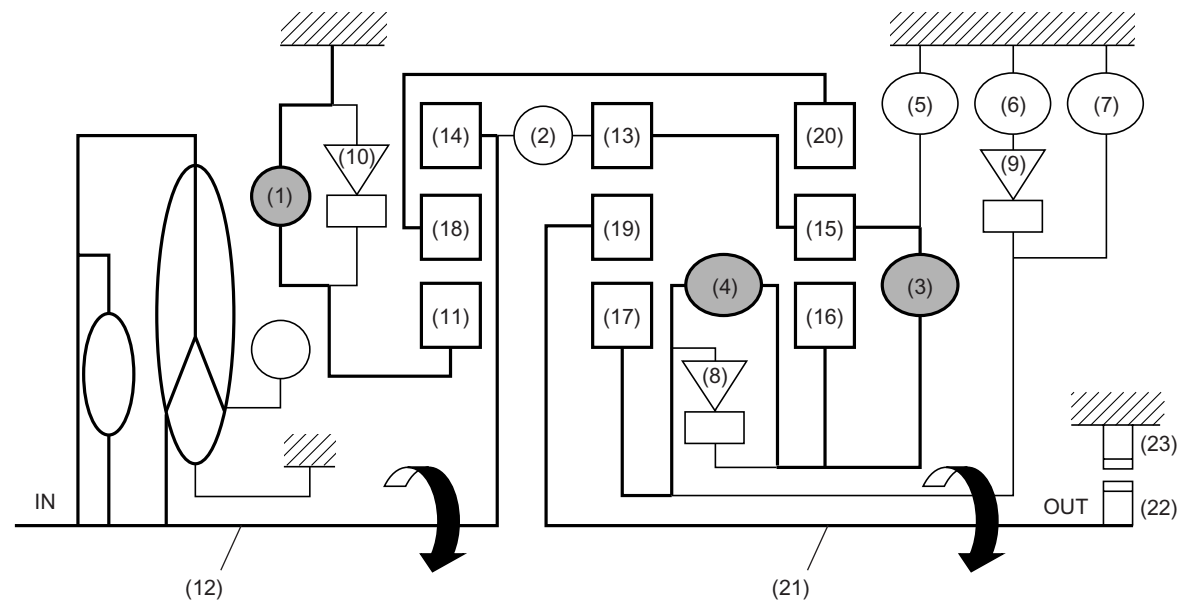 (5) (6) (7)
(14) (2) (13) (20)
(10) (9)
(1)
(18) (19) (15)
(4) (3)
(11) (17) (16)
(8)
(23)
IN OUT (22)
(12) (21)